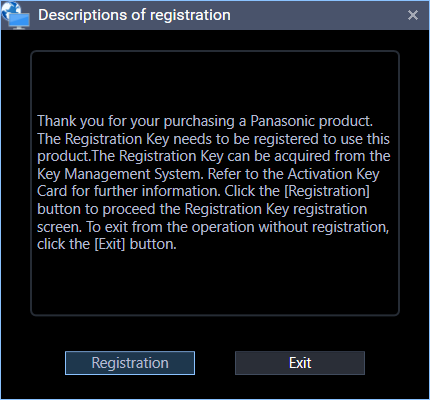 Descriptions of registration
Thank you for your purchasing a Panasonic product.
The Registration Key needs to be registered to use this
product.The Registration Key can be acquired from the
Key Management System. Refer to the Activation Key
Card for further information. Click the [Registration]
button to proceed the Registration Key registration
screen. To exit from the operation without registration,
click the [Exit] button.
Registration
Exit